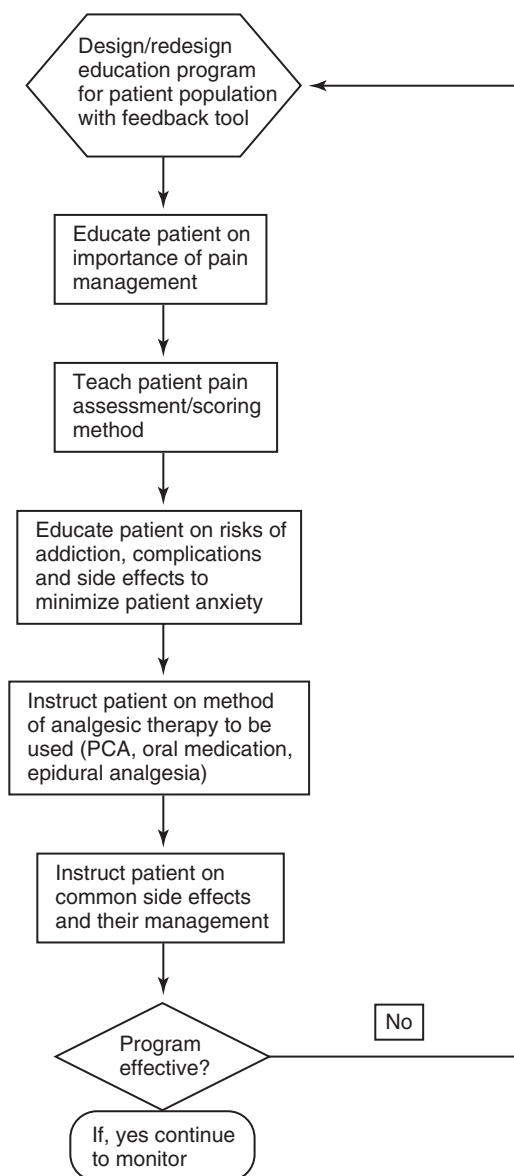 Design/redesign
education program
for patient population
with feedback tool
Educate patient on
importance of pain
management
Teach patient pain
assessment/scoring
method
Educate patient on risks of
addiction, complications
and side effects to
minimize patient anxiety
Instruct patient on method
of analgesic therapy to be
used (PCA, oral medication,
epidural analgesia)
Instruct patient on
common side effects
and their management
Program
effective?
No
If, yes continue
to monitor